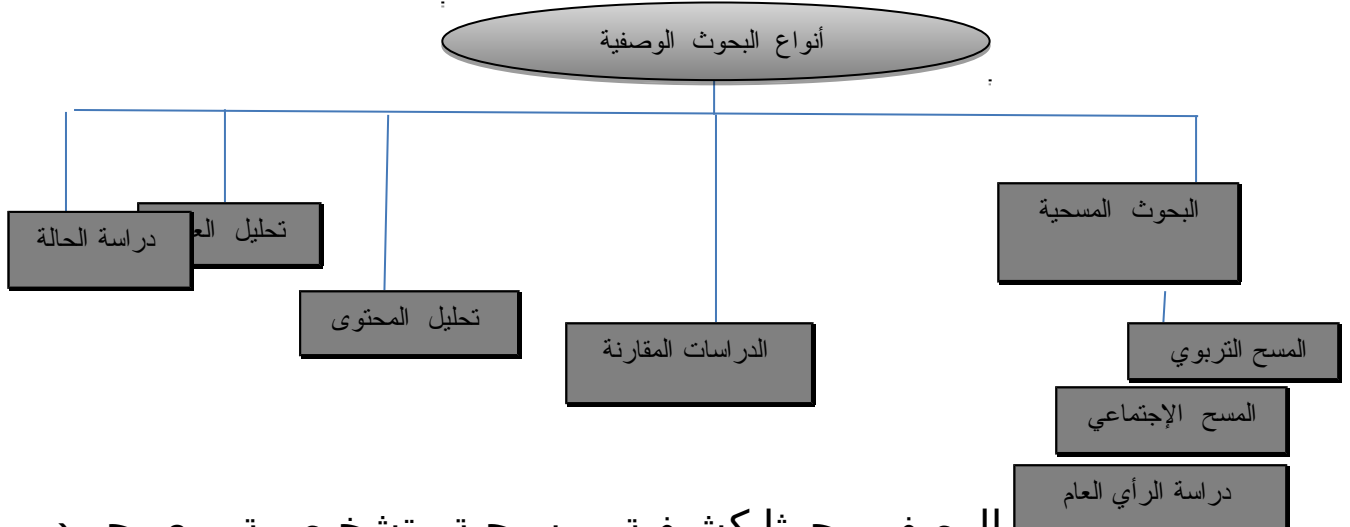 أنواع البحوث الوصفية
البحوث المسحية
تحليل
دراسة الحالة
تحليل المحتوى
الدراسات المقارنة
المسح التربوي
المسح الإجتماعي
دراسة الرأي العام